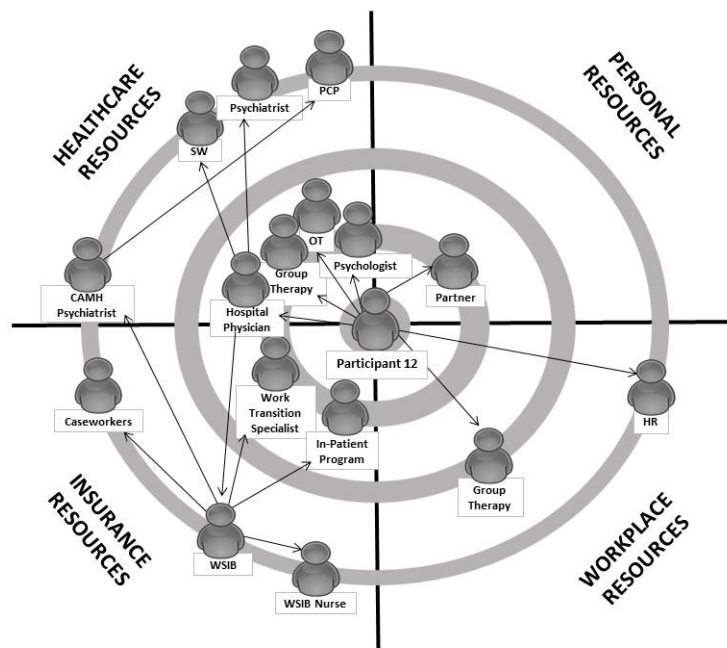 HEALTHCARE
RESOURCES
PERSONAL
RESOURCES
PCP
Psychiatrist
SW
OT
Group
Therapy
Psychologist
Partner
CAMH
Psychiatrist
Hospital
Physician
Participant 12
Caseworkers
Work
Transition
Specialist
In-Patient
Program
HR
Group
Therapy
WSIB
WSIB Nurse
INSURANCE
RESOURCES
WORKPLACE
RESOURCES